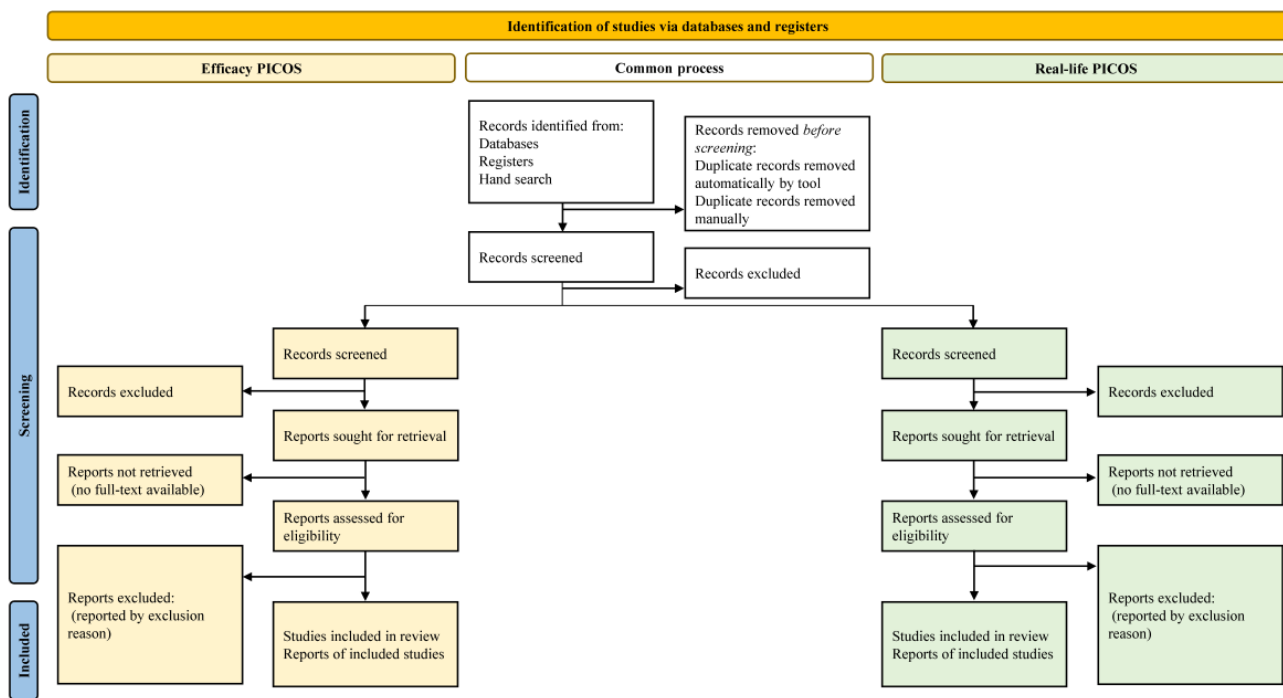 Identification of studies via databases and registers
Efficacy PICOS
Common process
Real-life PICOS
Identification
Records identified from:
Databases
Registers
Hand search
Records removed before
screening:
Duplicate records removed
automatically by tool
Duplicate records removed
manually
Screening
Records screened
Records excluded
Records screened
Records excluded
Reports sought for retrieval
Reports not retrieved
(no full-text available)
Reports assessed for
eligibility
Reports excluded:
(reported by exclusion
reason)
Records screened
Records excluded
Reports sought for retrieval
Reports not retrieved
(no full-text available)
Reports assessed for
eligibility
Reports excluded:
(reported by exclusion
reason)
Included
Studies included in review
Reports of included studies
Studies included in review
Reports of included studies